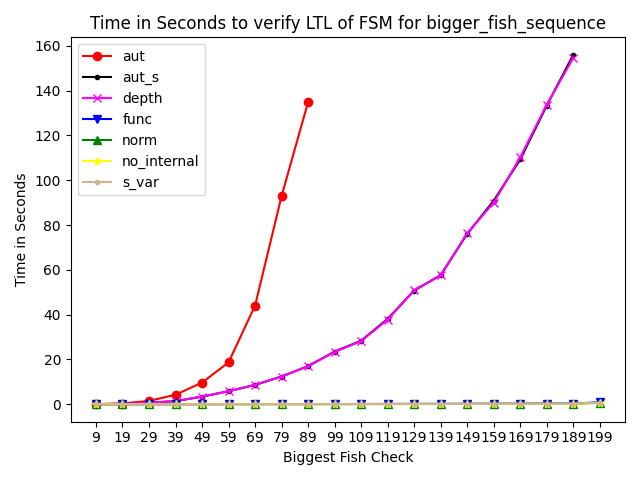 Time in Seconds to verify LTL of FSM for bigger_fish_sequence
160
140
120
100
80
60
40
20
0
Time in Seconds
aut
aut_s
depth
func
norm
no_internal
s_var
9 19 29 39 49 59 69 79 89 99 109 119 129 139 149 159 169 179 189 199
Biggest Fish Check